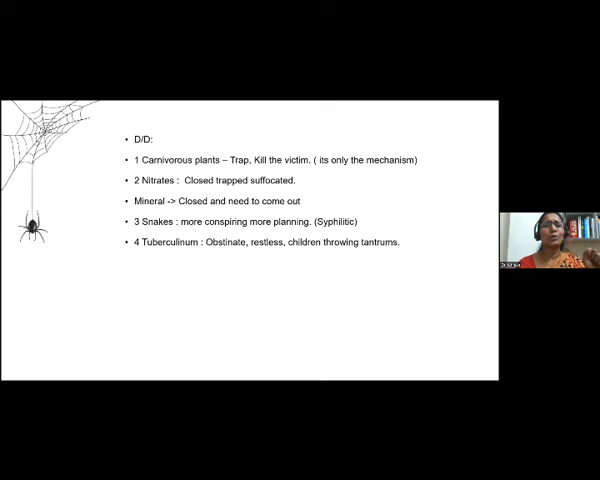 D/D:
1 Carnivorous plants – Trap, Kill the victim. ( its only the mechanism)
2 Nitrates : Closed trapped suffocated.
Mineral -> Closed and need to come out
3 Snakes : more conspiring more planning. (Syphilitic)
4 Tuberculinum : Obstinate, restless, children throwing tantrums.